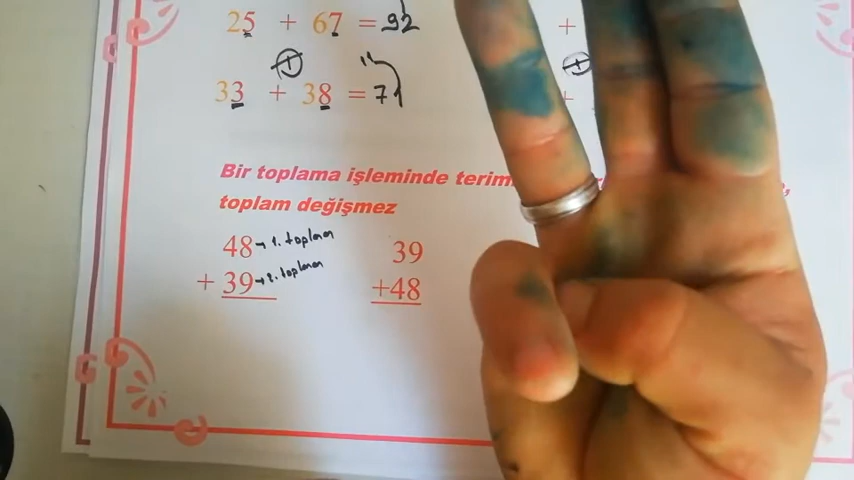 25 + 67 = 92
+
+
11
33 + 38 = 71
+
Bir toplama işleminde
toplam değişmez
48 → 1. toplanan
39
+ 39 → 2. toplanan
+48